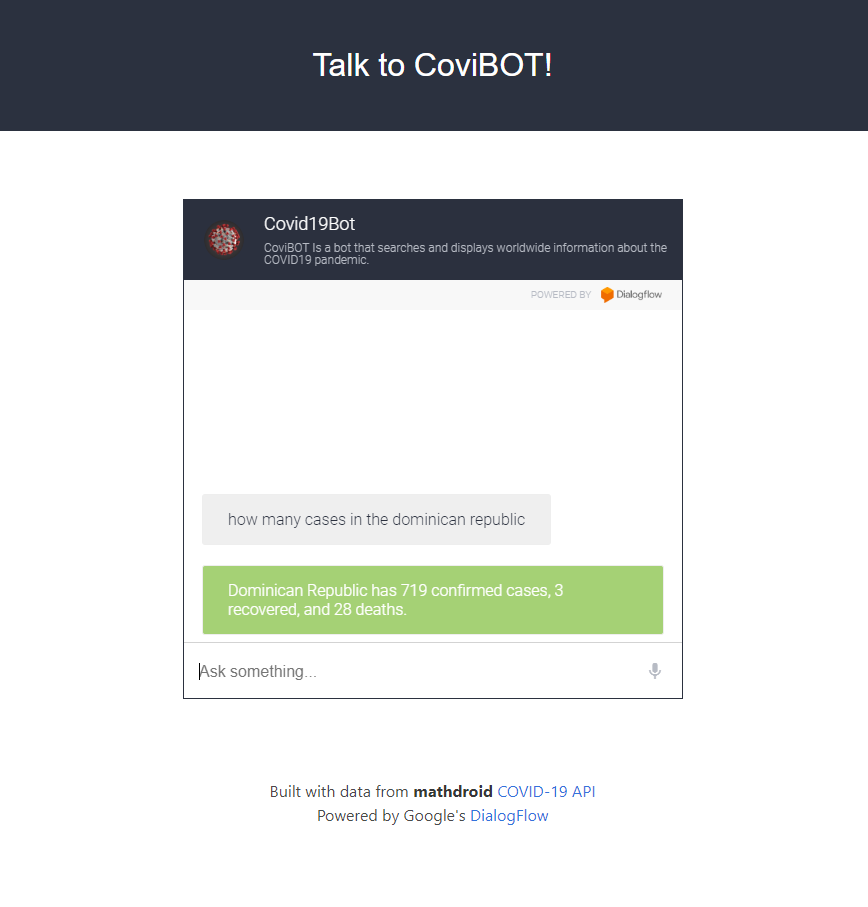 Talk to CoviBOT!
Covid19Bot
CoviBOT Is a bot that searches and displays worldwide information about the
COVID19 pandemic.
POWERED BY Dialogflow
how many cases in the dominican republic
Dominican Republic has 719 confirmed cases, 3
recovered, and 28 deaths.
Ask something...
Built with data from mathdroid COVID-19 API
Powered by Google's DialogFlow